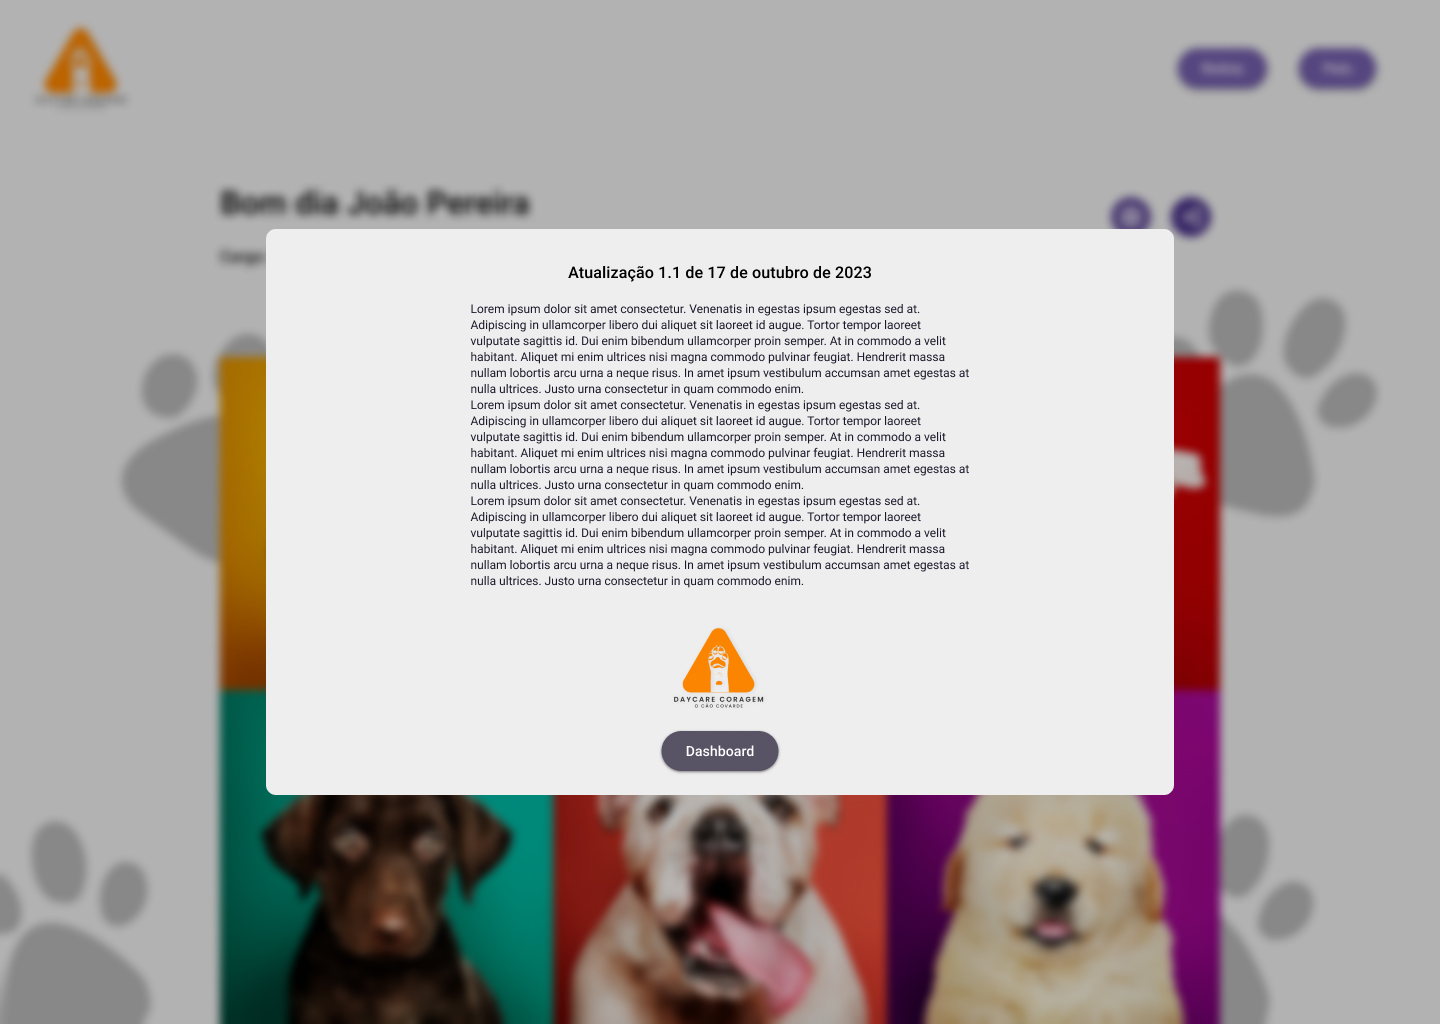 Bom dia João Pereira
Cargo
Atualização 1.1 de 17 de outubro de 2023
Lorem ipsum dolor sit amet consectetur. Venenatis in egestas ipsum egestas sed at.
Adipiscing in ullamcorper libero dui aliquet sit laoreet id augue. Tortor tempor laoreet
vulputate sagittis id. Dui enim bibendum ullamcorper proin semper. At in commodo a velit
habitant. Aliquet mi enim ultrices nisi magna commodo pulvinar feugiat. Hendrerit massa
nullam lobortis arcu urna a neque risus. In amet ipsum vestibulum accumsan amet egestas at
nulla ultrices. Justo urna consectetur in quam commodo enim.
Lorem ipsum dolor sit amet consectetur. Venenatis in egestas ipsum egestas sed at.
Adipiscing in ullamcorper libero dui aliquet sit laoreet id augue. Tortor tempor laoreet
vulputate sagittis id. Dui enim bibendum ullamcorper proin semper. At in commodo a velit
habitant. Aliquet mi enim ultrices nisi magna commodo pulvinar feugiat. Hendrerit massa
nullam lobortis arcu urna a neque risus. In amet ipsum vestibulum accumsan amet egestas at
nulla ultrices. Justo urna consectetur in quam commodo enim.
Lorem ipsum dolor sit amet consectetur. Venenatis in egestas ipsum egestas sed at.
Adipiscing in ullamcorper libero dui aliquet sit laoreet id augue. Tortor tempor laoreet
vulputate sagittis id. Dui enim bibendum ullamcorper proin semper. At in commodo a velit
habitant. Aliquet mi enim ultrices nisi magna commodo pulvinar feugiat. Hendrerit massa
nullam lobortis arcu urna a neque risus. In amet ipsum vestibulum accumsan amet egestas at
nulla ultrices. Justo urna consectetur in quam commodo enim.
DAYCARE CORAGEM
O CÃO COVARDE
Dashboard